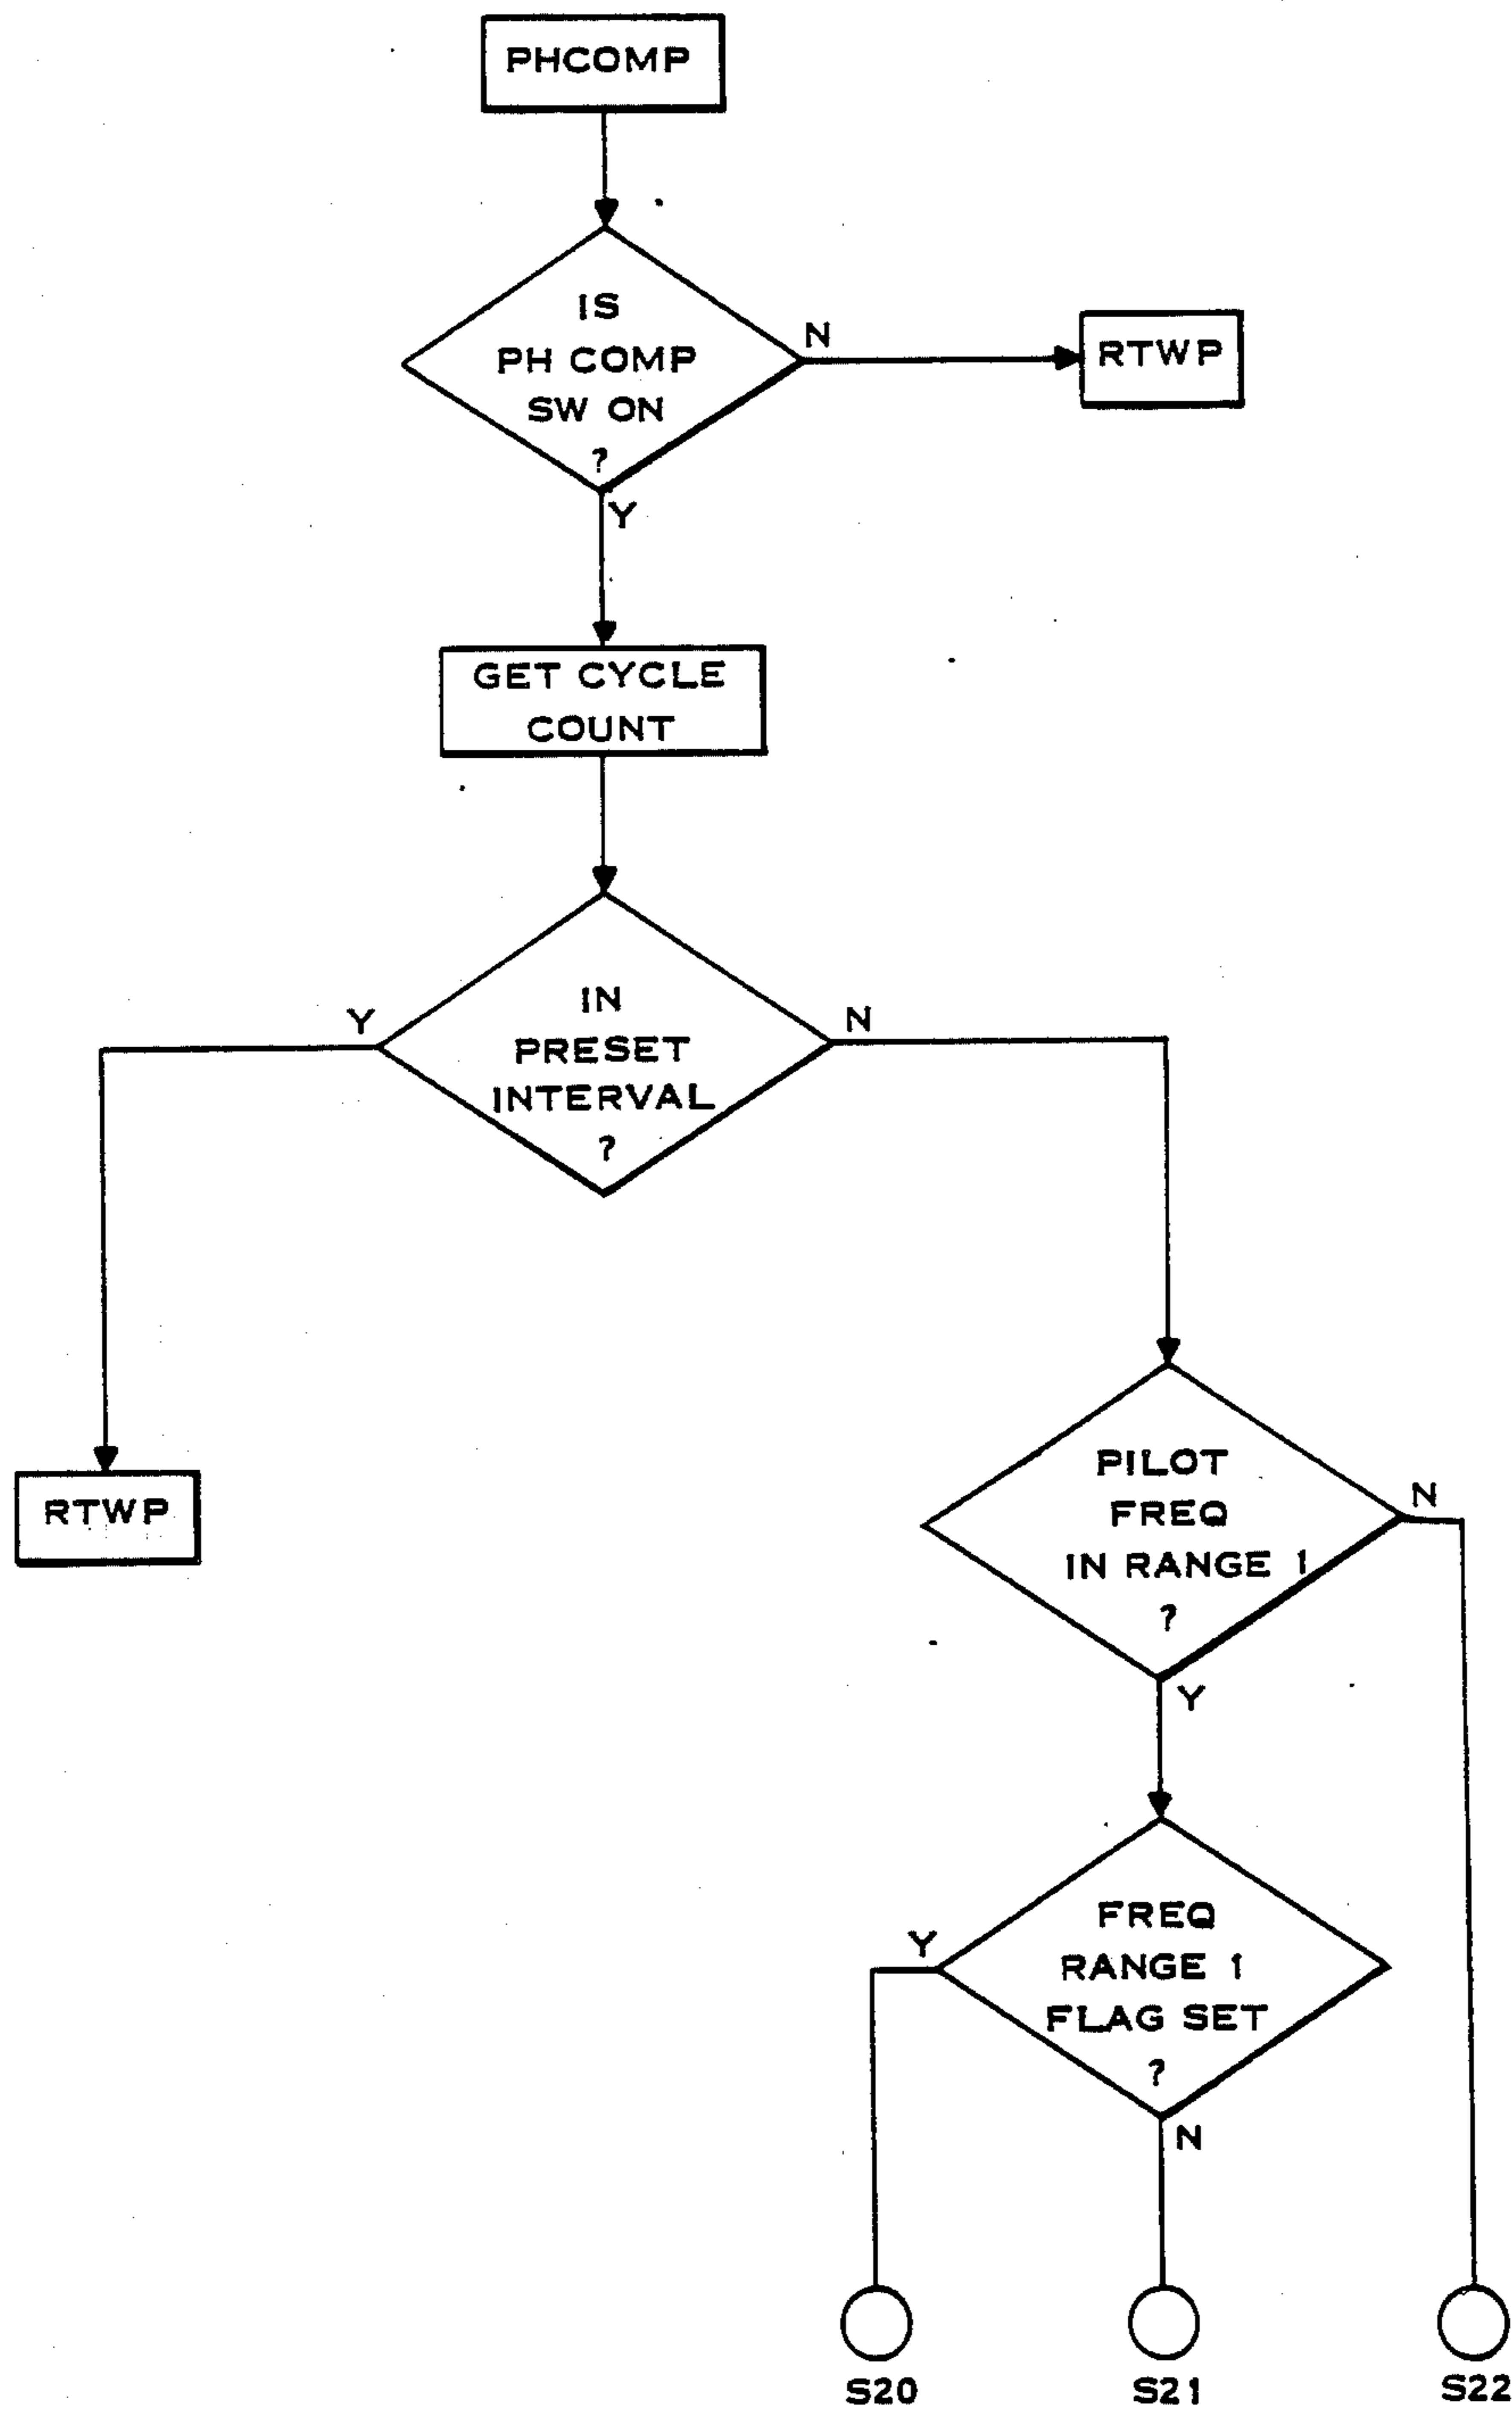 PHCOMP
IS
PH COMP
SW ON
?
N
RTWP
Y
GET CYCLE
COUNT
IN
PRESET
INTERVAL
?
Y
N
RTWP
PILOT
FREQ
IN RANGE 1
?
N
Y
FREQ
RANGE 1
FLAG SET
?
Y
N
S20
S21
S22